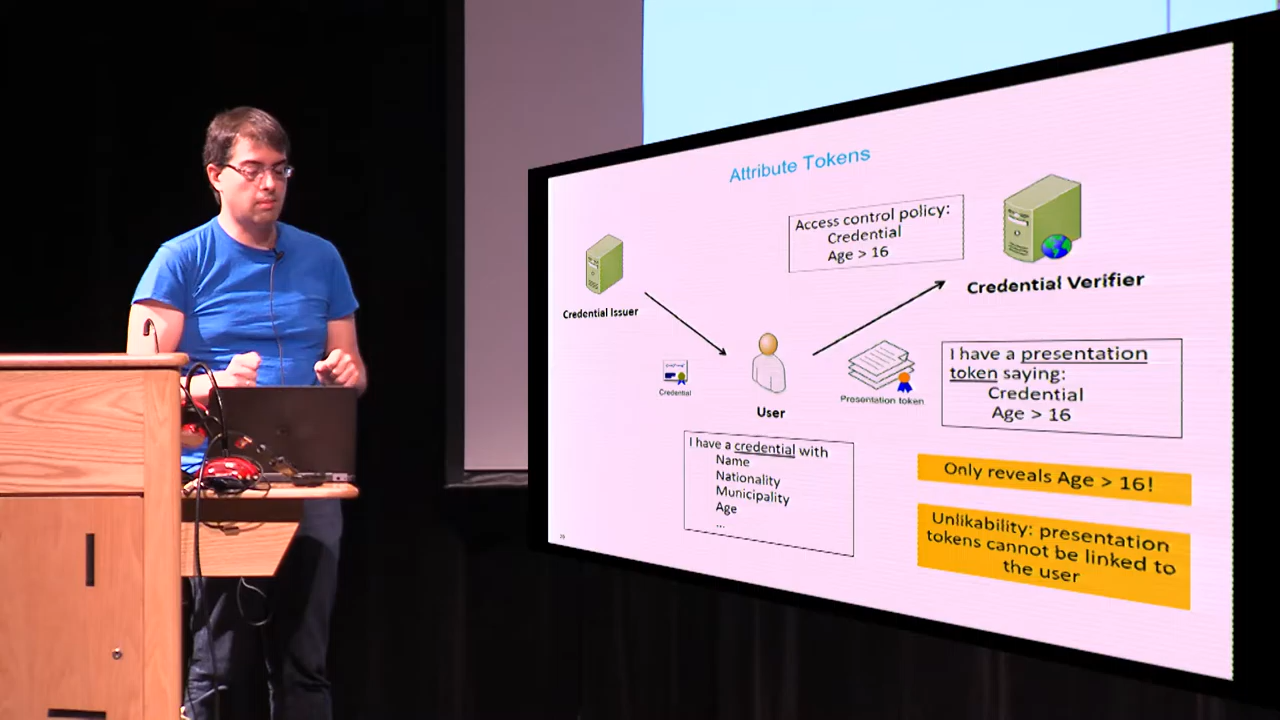 Attribute Tokens
Access control policy:
Credential
Age > 16
Credential Issuer
Credential Verifier
Credential
User
Presentation token
I have a presentation
token saying:
Credential
Age > 16
I have a credential with
Name
Nationality
Municipality
Age
...
Only reveals Age > 16!
Unlikability: presentation
tokens cannot be linked to
the user